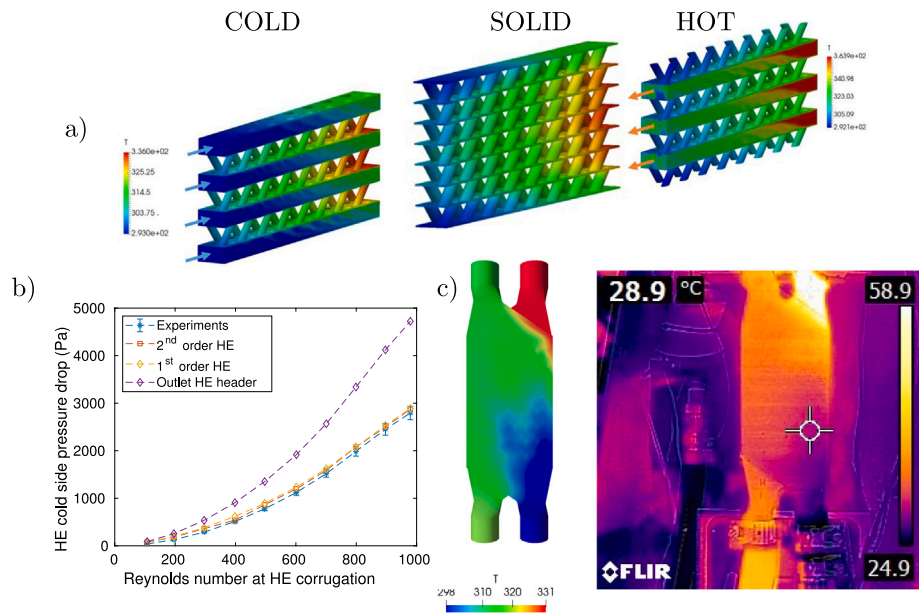 COLD SOLID HOT
a)
T
3.360e+02
325.25
314.5
303.75
2.930e+02
T
3.639e+02
340.98
323.03
305.09
2.921e+02
b)
5000
4000
3000
2000
1000
0
HE cold side pressure drop (Pa)
Experiments
2nd order HE
1st order HE
Outlet HE header
0 200 400 600 800 1000
Reynolds number at HE corrugation
c)
T
298 310 320 331
28.9 °C
58.9
24.9
FLIR